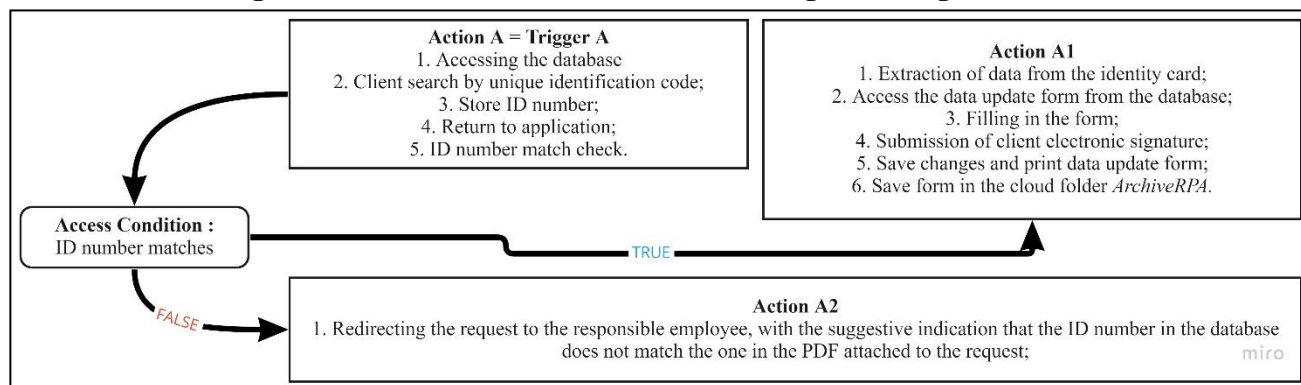 Action A = Trigger A
1. Accessing the database
2. Client search by unique identification code;
3. Store ID number;
4. Return to application;
5. ID number match check.
Action A1
1. Extraction of data from the identity card;
2. Access the data update form from the database;
3. Filling in the form;
4. Submission of client electronic signature;
5. Save changes and print data update form;
6. Save form in the cloud folder ArchiveRPA.
Access Condition :
ID number matches
TRUE
FALSE
Action A2
1. Redirecting the request to the responsible employee, with the suggestive indication that the ID number in the database
does not match the one in the PDF attached to the request;
miro